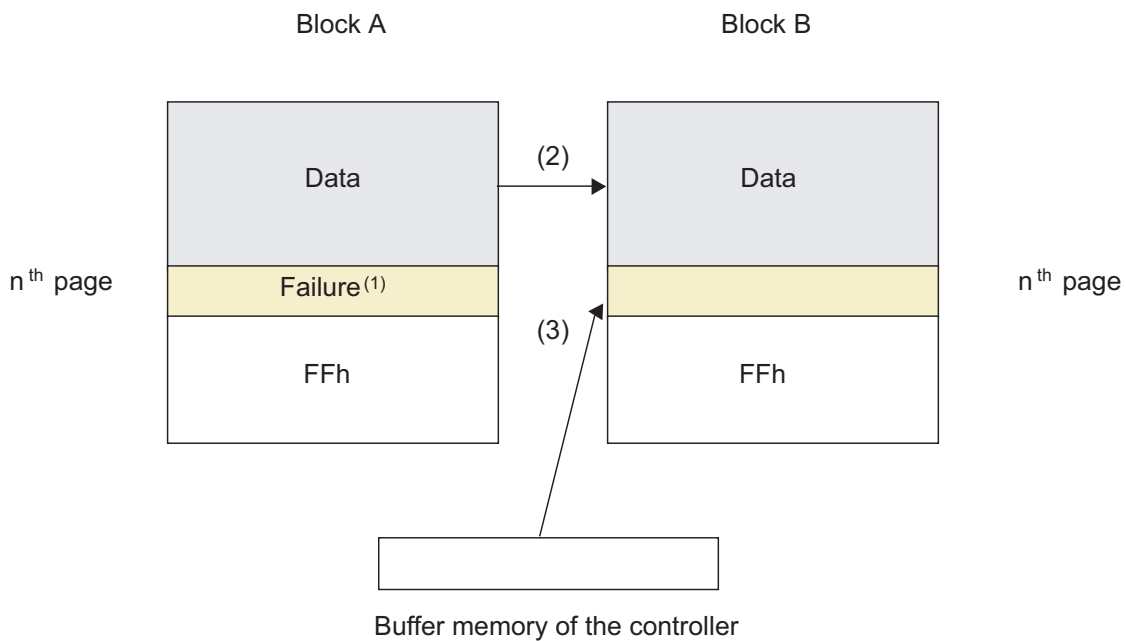 Block A
Block B
Data
(2)
Data
n th page
Failure (1)
n th page
(3)
FFh
FFh
Buffer memory of the controller